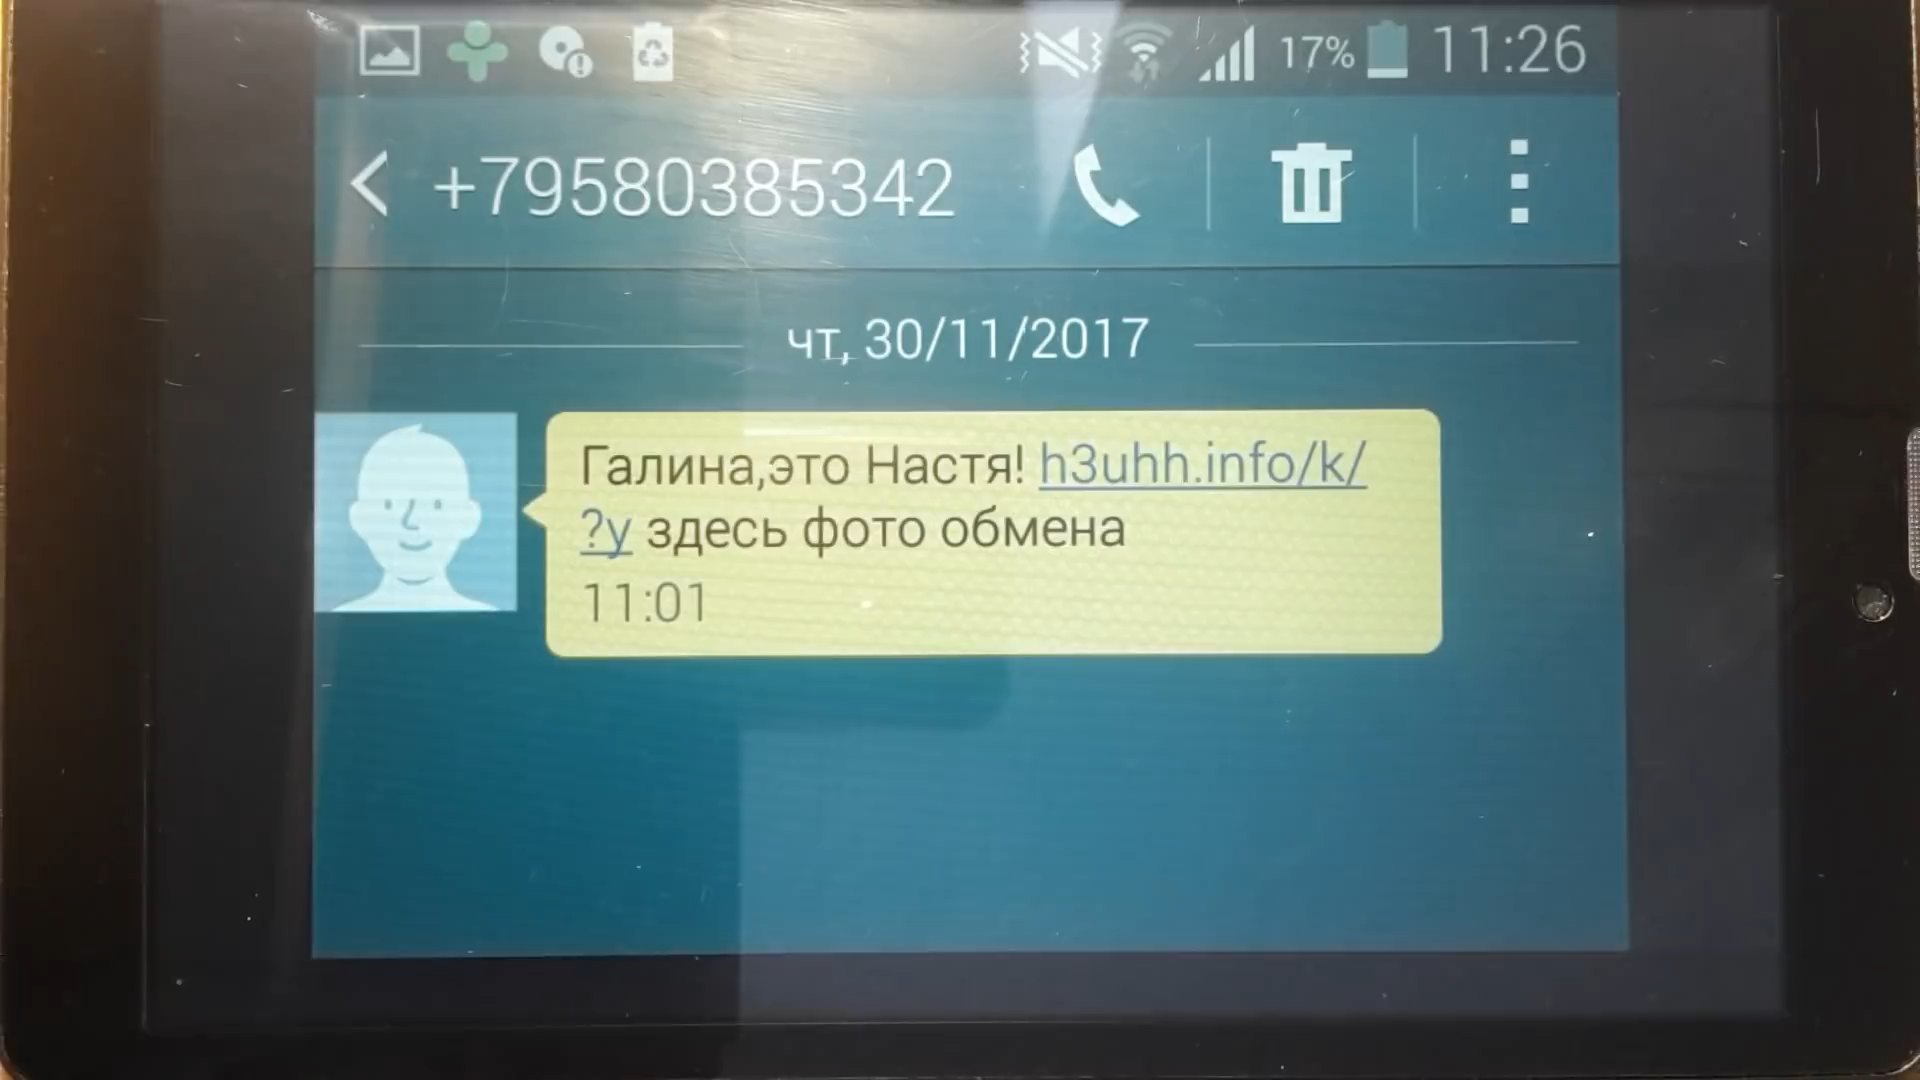 17% 11:26
+79580385342
чт, 30/11/2017
Галина,это Настя! h3uhh.info/k/
?y здесь фото обмена
11:01